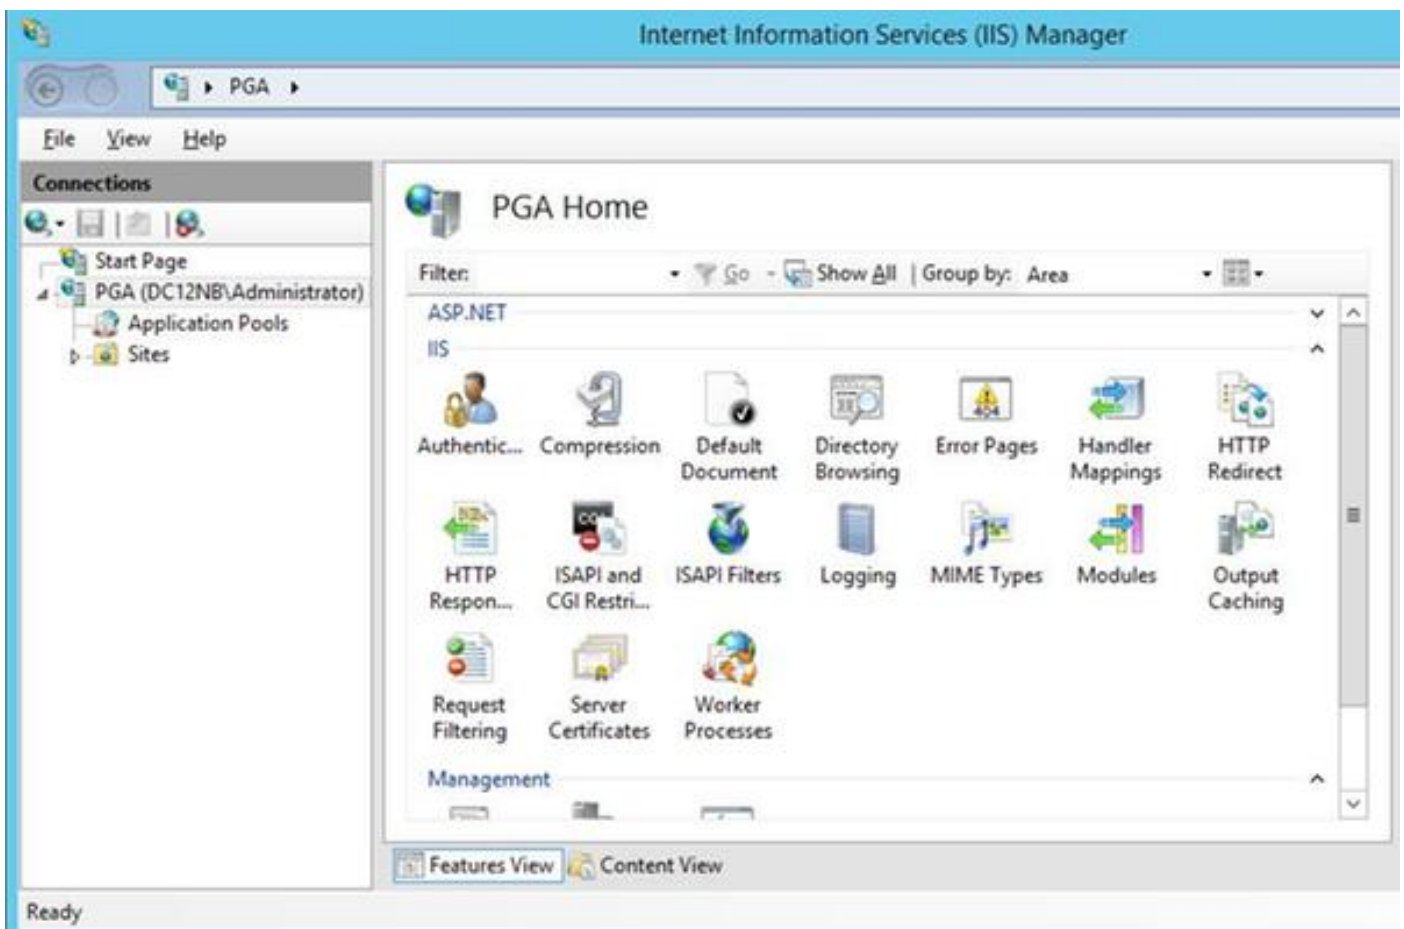 Internet Information Services (IIS) Manager
PGA
File View Help
Connections
Start Page
PGA (DC12NB\Administrator)
Application Pools
Sites
PGA Home
Filter: Go Show All Group by: Area
ASP.NET
IIS
Authentic... Compression Default Document Directory Browsing Error Pages Handler Mappings HTTP Redirect
HTTP Respon... ISAPI and CGI Restri... ISAPI Filters Logging MIME Types Modules Output Caching
Request Filtering Server Certificates Worker Processes
Management
Features View Content View
Ready